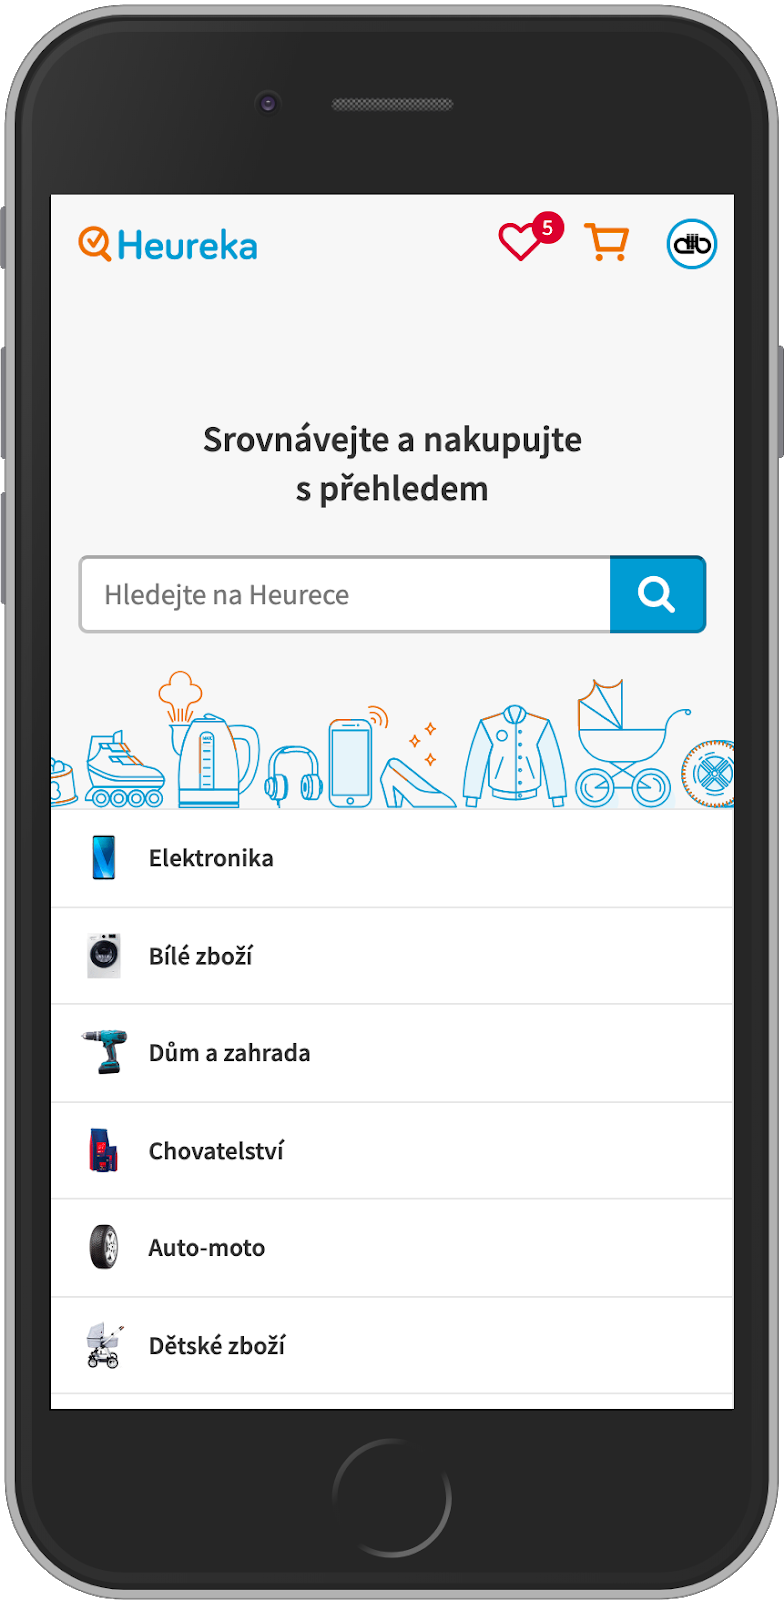 Heureka
5
Srovnávejte a nakupujte
s přehledem
Hledejte na Heurece
Elektronika
Bílé zboží
Dům a zahrada
Chovatelství
Auto-moto
Dětské zboží